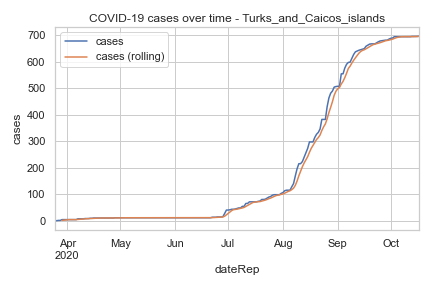 COVID-19 cases over time - Turks_and_Caicos_islands
cases
cases (rolling)
700
600
500
400
300
200
100
0
cases
Apr May Jun Jul Aug Sep Oct
2020
dateRep